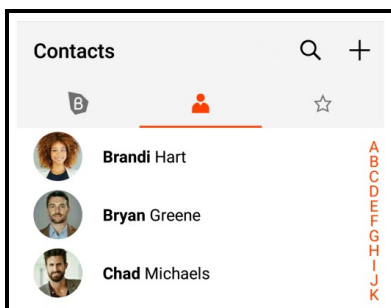 Contacts
B
Brandi Hart
Bryan Greene
Chad Michaels
A
B
C
D
E
F
G
H
I
J
K